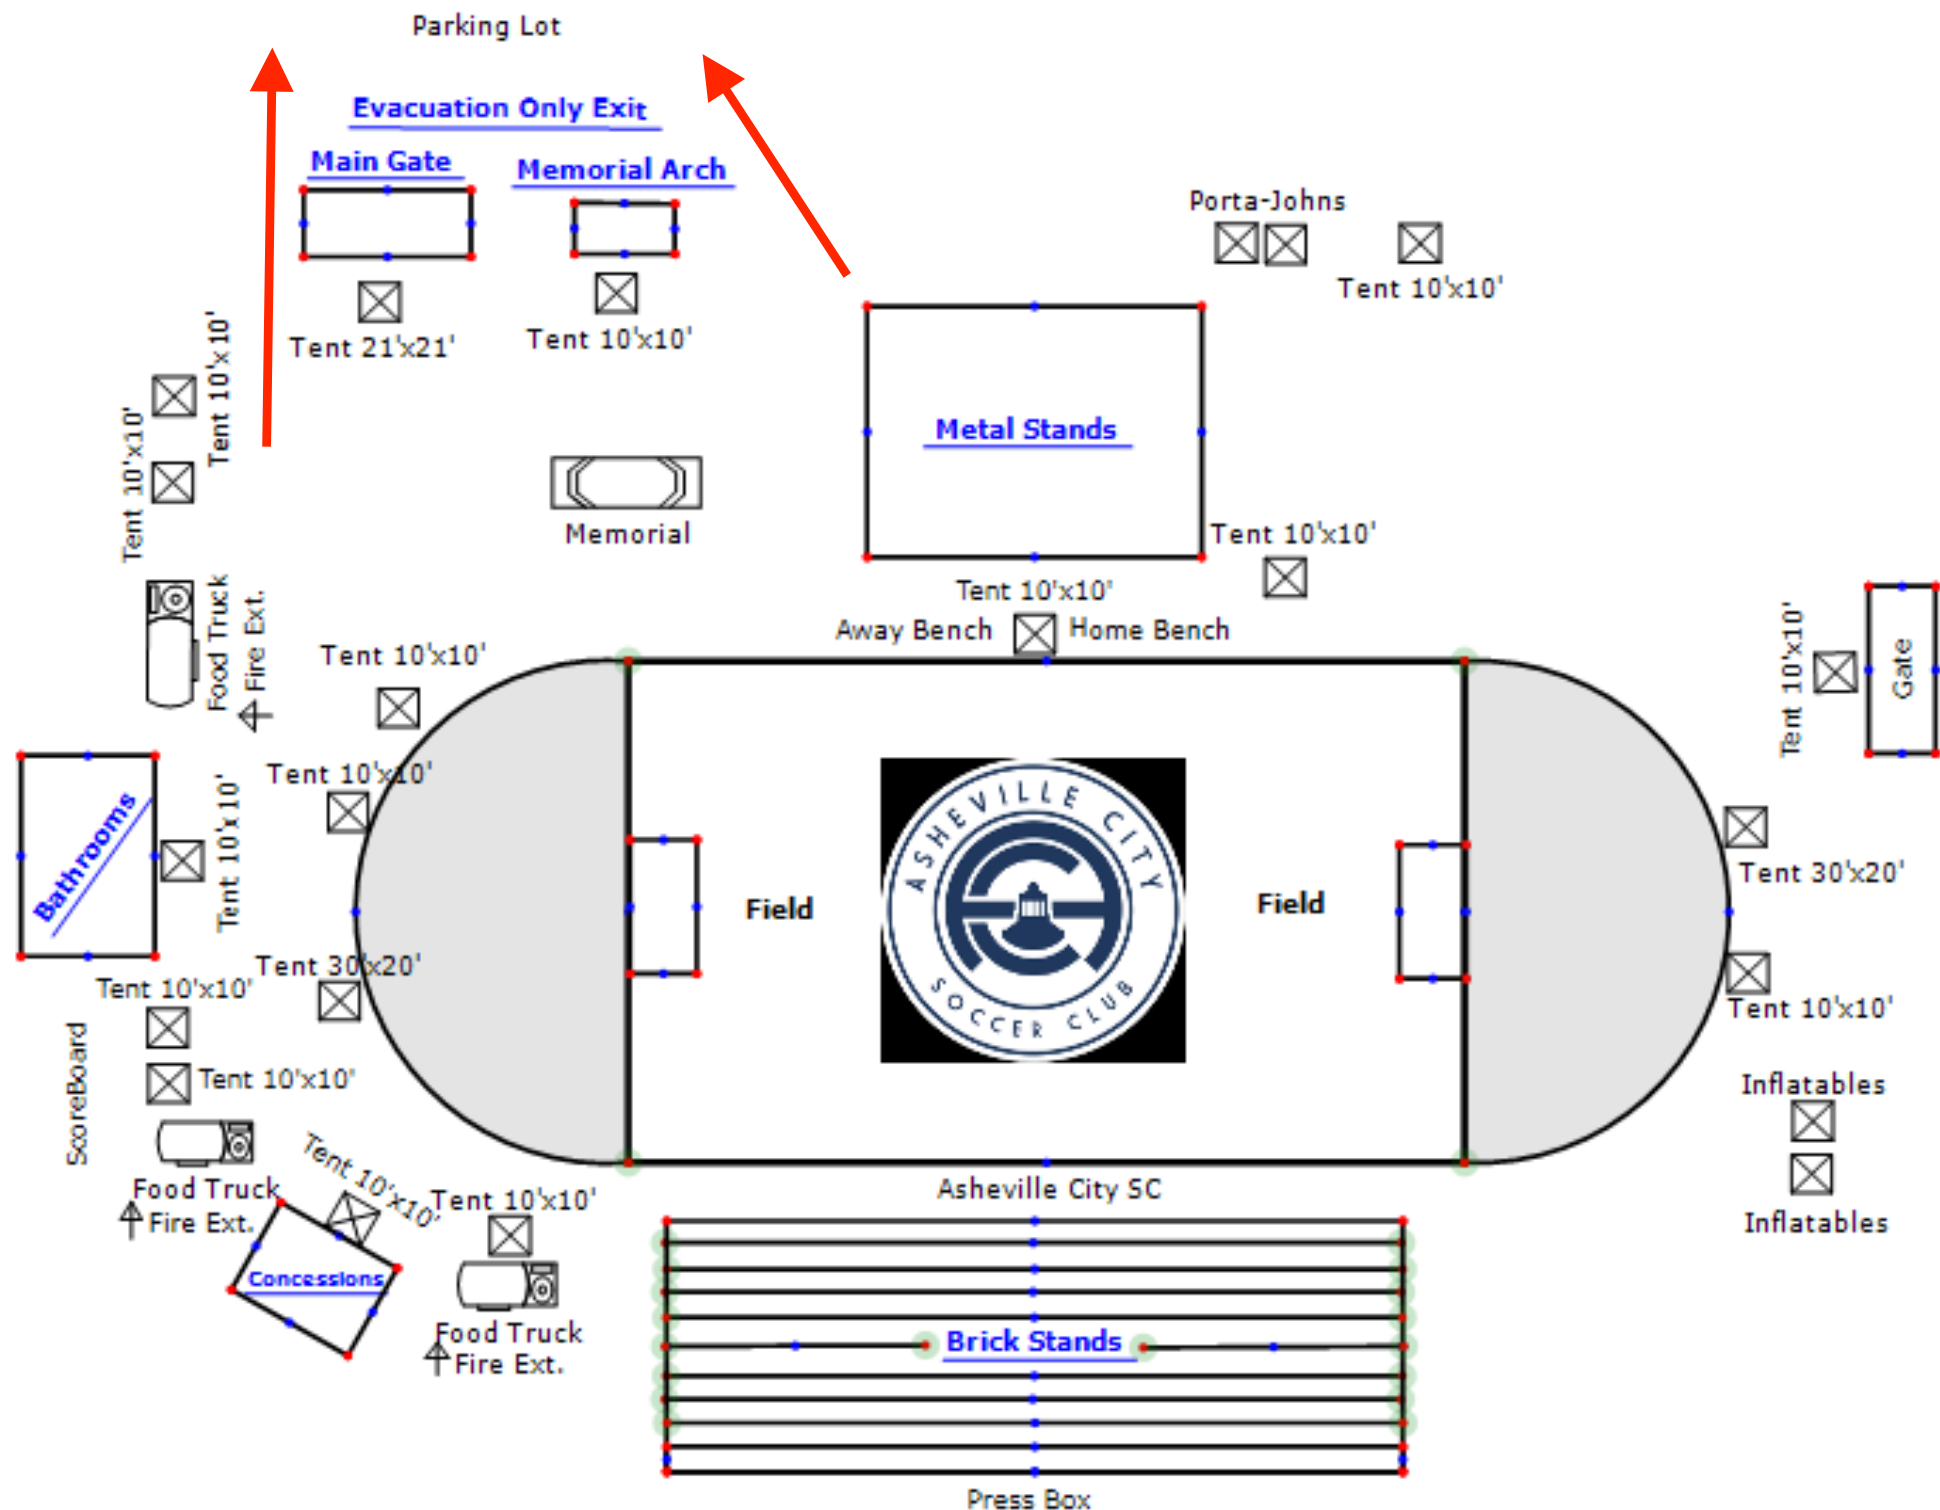 Parking Lot
Evacuation Only Exit
Main Gate
Memorial Arch
Porta-Johns
Tent 10'x10'
Tent 21'x21'
Tent 10'x10'
Tent 10'x10'
Tent 10'x10'
Metal Stands
Memorial
Tent 10'x10'
Tent 10'x10'
Away Bench
Home Bench
Food Truck
Fire Ext.
Tent 10'x10'
Tent 10'x10'
Gate
Tent 10'x10'
Bathrooms
Tent 10'x10'
Field
ASHEVILLE CITY
SOCCER CLUB
Field
Tent 30'x20'
Tent 30'x20'
Tent 10'x10'
Tent 10'x10'
ScoreBoard
Tent 10'x10'
Inflatables
Inflatables
Food Truck
Fire Ext.
Tent 10'x10'
Tent 10'x10'
Asheville City SC
Concessions
Food Truck
Fire Ext.
Brick Stands
Press Box